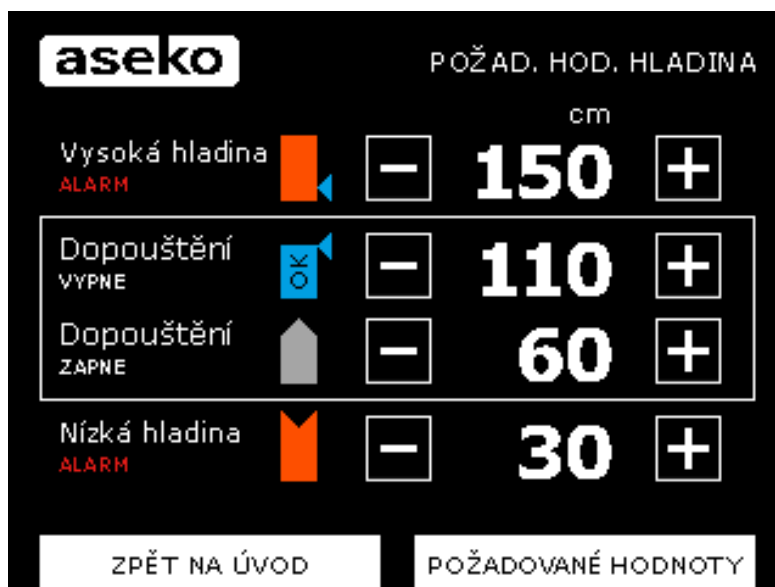 aseko
POŽAD. HOD. HLADINA
cm
Vysoká hladina
ALARM
150
Dopouštění
VYPNE
OK
110
Dopouštění
ZAPNE
60
Nízká hladina
ALARM
30
ZPĚT NA ÚVOD
POŽADOVANÉ HODNOTY